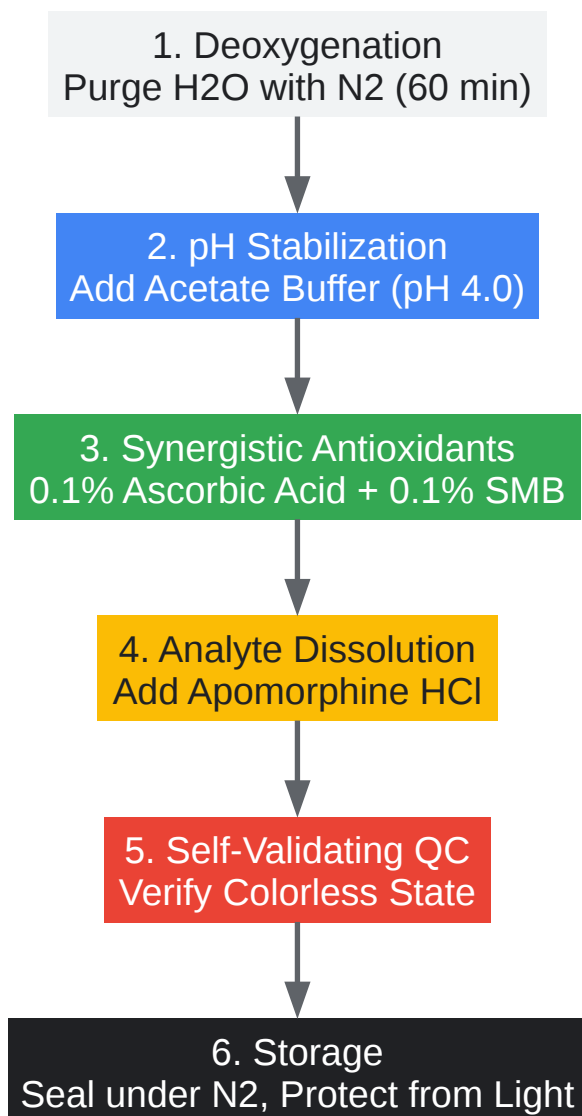 1. Deoxygenation
Purge H2O with N2 (60 min)
2. pH Stabilization
Add Acetate Buffer (pH 4.0)
3. Synergistic Antioxidants
0.1% Ascorbic Acid + 0.1% SMB
4. Analyte Dissolution
Add Apomorphine HCl
5. Self-Validating QC
Verify Colorless State
6. Storage
Seal under N2, Protect from Light